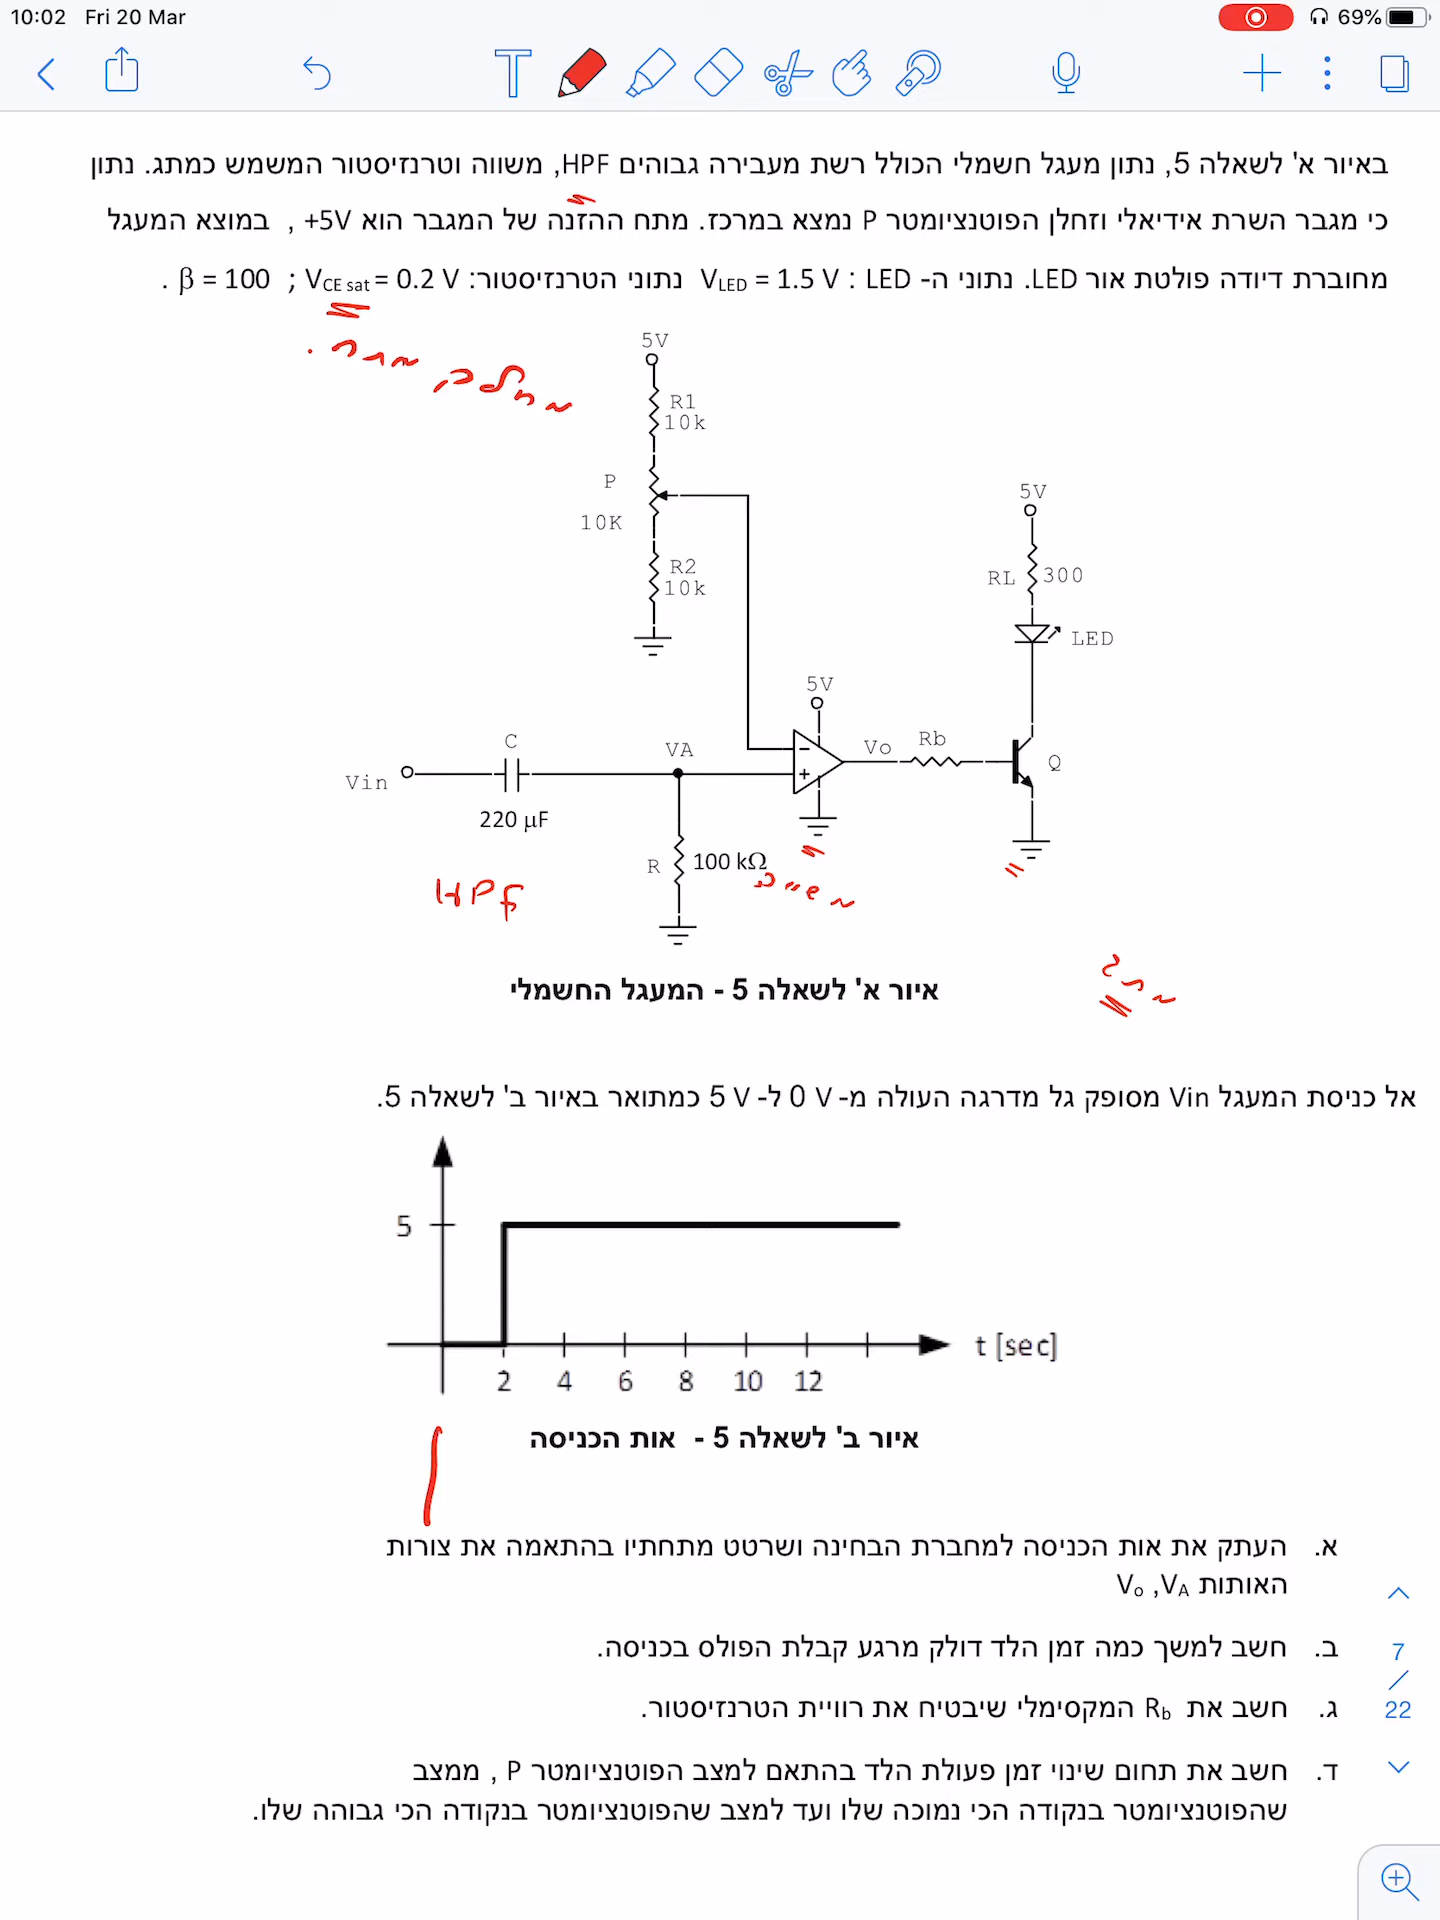 10:02 Fri 20 Mar 69%
באיור א' לשאלה 5, נתון מעגל חשמלי הכולל רשת מעבירה גבוהים HPF, משווה וטרנזיסטור המשמש כמתג. נתון
כי מגבר השרת אידיאלי וזחלן הפוטנציומטר P נמצא במרכז. מתח ההזנה של המגבר הוא +5V , במוצא המעגל
מחוברת דיודה פולטת אור LED. נתוני ה- LED : VLED = 1.5 V נתוני הטרנזיסטור: VCE sat = 0.2 V ; β = 100 .
מחלק מתח.
5V
R1
10k
P
10K
R2
10k
5V
RL 300
LED
5V
C
VA
Vo
Rb
Q
Vin
220 µF
R
100 kΩ
HPF
משווה
מתג
איור א' לשאלה 5 - המעגל החשמלי
אל כניסת המעגל Vin מסופק גל מדרגה העולה מ- 0 V ל- 5 V כמתואר באיור ב' לשאלה 5.
5
t [sec]
2 4 6 8 10 12
איור ב' לשאלה 5 - אות הכניסה
א. העתק את אות הכניסה למחברת הבחינה ושרטט מתחתיו בהתאמה את צורות
האותות Vo ,VA
ב. חשב למשך כמה זמן הלד דולק מרגע קבלת הפולס בכניסה.
ג. חשב את Rb המקסימלי שיבטיח את רוויית הטרנזיסטור.
ד. חשב את תחום שינוי זמן פעולת הלד בהתאם למצב הפוטנציומטר P , ממצב
שהפוטנציומטר בנקודה הכי נמוכה שלו ועד למצב שהפוטנציומטר בנקודה הכי גבוהה שלו.
7
/
22